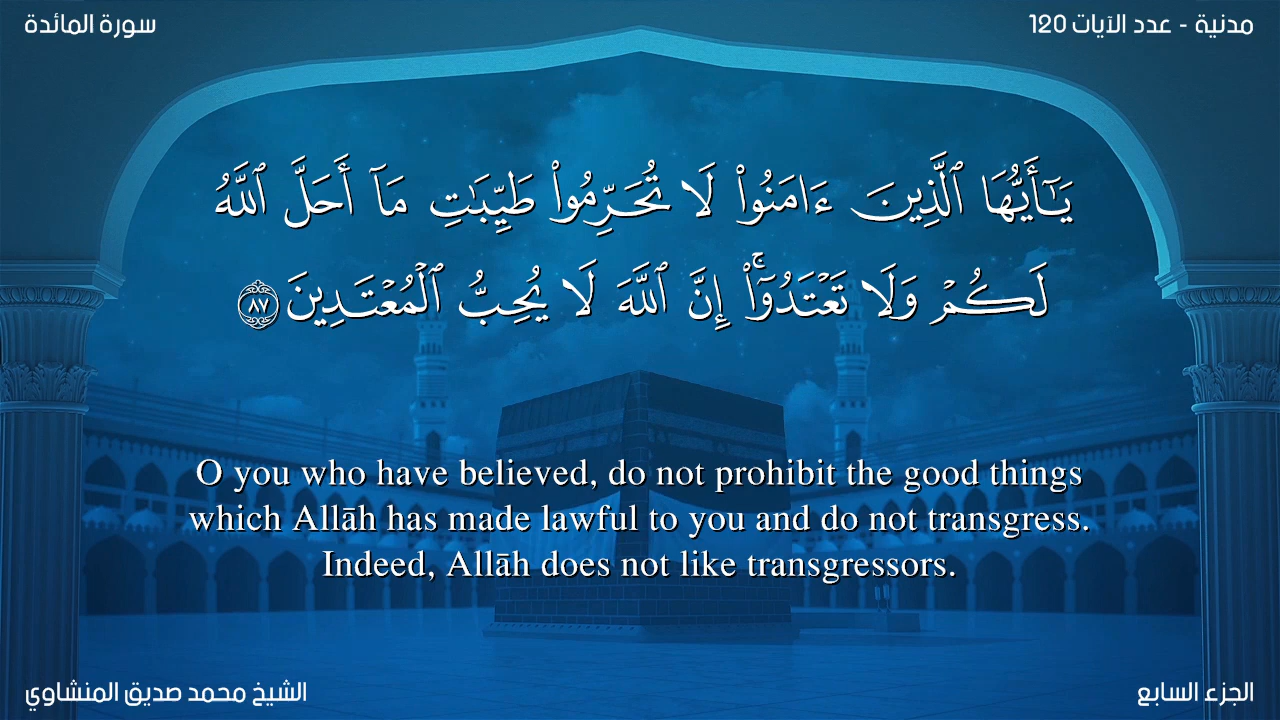 سورة المائدة
مدنية - عدد الآيات 120
يَـٰٓأَيُّهَا ٱلَّذِينَ ءَامَنُوا۟ لَا تُحَرِّمُوا۟ طَيِّبَـٰتِ مَآ أَحَلَّ ٱللَّهُ
لَكُمْ وَلَا تَعْتَدُوٓا۟ ۚ إِنَّ ٱللَّهَ لَا يُحِبُّ ٱلْمُعْتَدِينَ ٨٧
O you who have believed, do not prohibit the good things
which Allāh has made lawful to you and do not transgress.
Indeed, Allāh does not like transgressors.
الشيخ محمد صديق المنشاوي
الجزء السابع